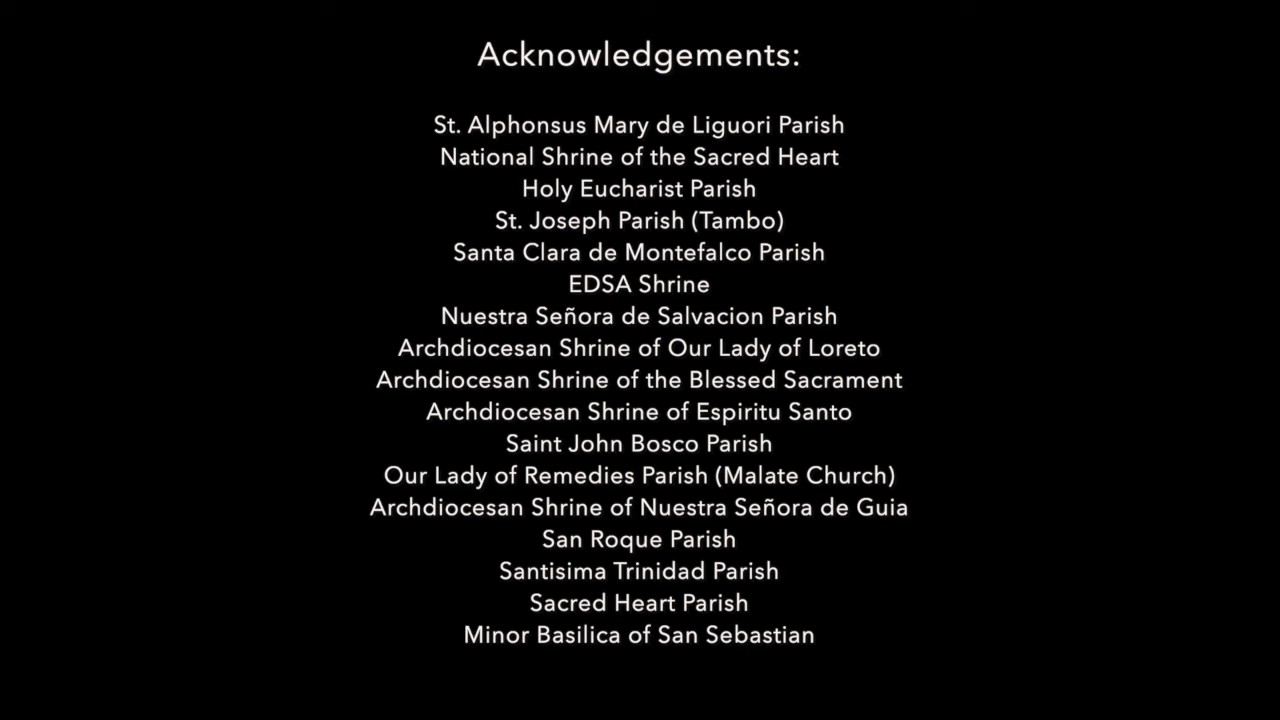 Acknowledgements:
St. Alphonsus Mary de Liguori Parish
National Shrine of the Sacred Heart
Holy Eucharist Parish
St. Joseph Parish (Tambo)
Santa Clara de Montefalco Parish
EDSA Shrine
Nuestra Señora de Salvacion Parish
Archdiocesan Shrine of Our Lady of Loreto
Archdiocesan Shrine of the Blessed Sacrament
Archdiocesan Shrine of Espiritu Santo
Saint John Bosco Parish
Our Lady of Remedies Parish (Malate Church)
Archdiocesan Shrine of Nuestra Señora de Guia
San Roque Parish
Santisima Trinidad Parish
Sacred Heart Parish
Minor Basilica of San Sebastian